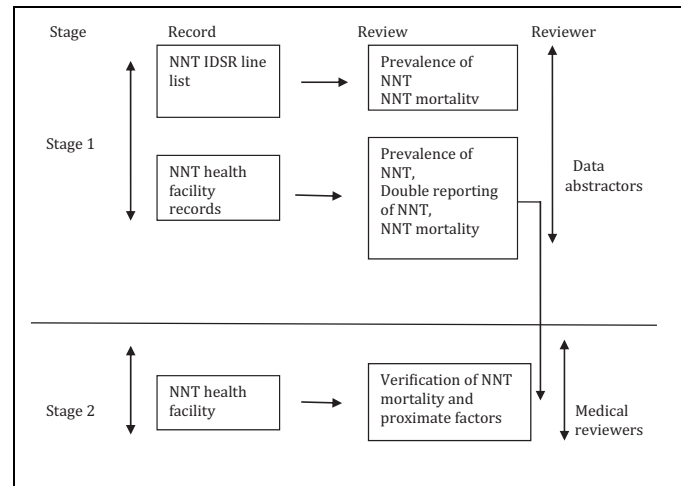 Stage Record Review Reviewer
NNT IDSR line
list
Prevalence of
NNT
NNT mortality
Stage 1
NNT health
facility
records
Prevalence of
NNT,
Double reporting
of NNT,
NNT mortality
Data
abstractors
Stage 2
NNT health
facility
Verification of NNT
mortality and
proximate factors
Medical
reviewers